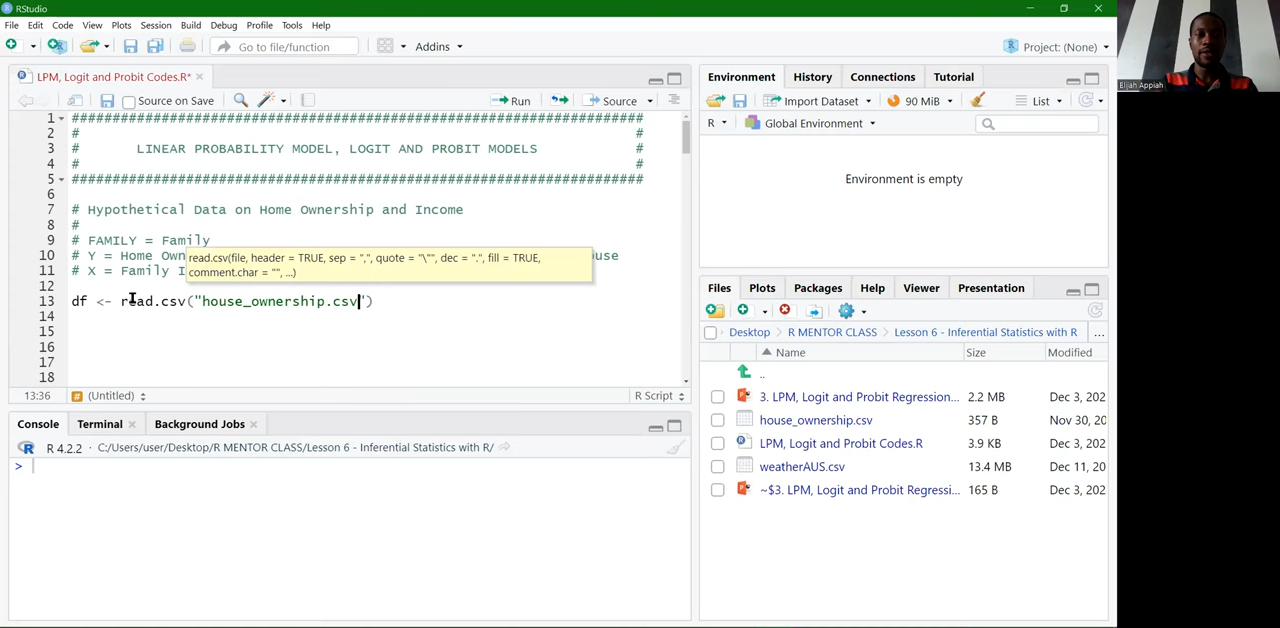 RStudio
File Edit Code View Plots Session Build Debug Profile Tools Help
Go to file/function Addins Project: (None)
LPM, Logit and Probit Codes.R*
Source on Save Run Source
1 ######################################################################
2 # #
3 # LINEAR PROBABILITY MODEL, LOGIT AND PROBIT MODELS #
4 # #
5 ######################################################################
6
7 # Hypothetical Data on Home Ownership and Income
8 #
9 # FAMILY = Family
10 # Y = Home Own use
11 # X = Family I
12
13 df <- read.csv("house_ownership.csv")
14
15
16
17
18
read.csv(file, header = TRUE, sep = ",", quote = "\"", dec = ".", fill = TRUE,
comment.char = "", ...)
13:36 (Untitled) R Script
Console Terminal Background Jobs
R 4.2.2 · C:/Users/user/Desktop/R MENTOR CLASS/Lesson 6 - Inferential Statistics with R/
>
Environment History Connections Tutorial
Import Dataset 90 MiB List
R Global Environment
Environment is empty
Files Plots Packages Help Viewer Presentation
Desktop R MENTOR CLASS Lesson 6 - Inferential Statistics with R ...
Name Size Modified
..
3. LPM, Logit and Probit Regression... 2.2 MB Dec 3, 202
house_ownership.csv 357 B Nov 30, 20
LPM, Logit and Probit Codes.R 3.9 KB Dec 3, 202
weatherAUS.csv 13.4 MB Dec 11, 20
~$3. LPM, Logit and Probit Regressi... 165 B Dec 3, 202
Elijah Appiah